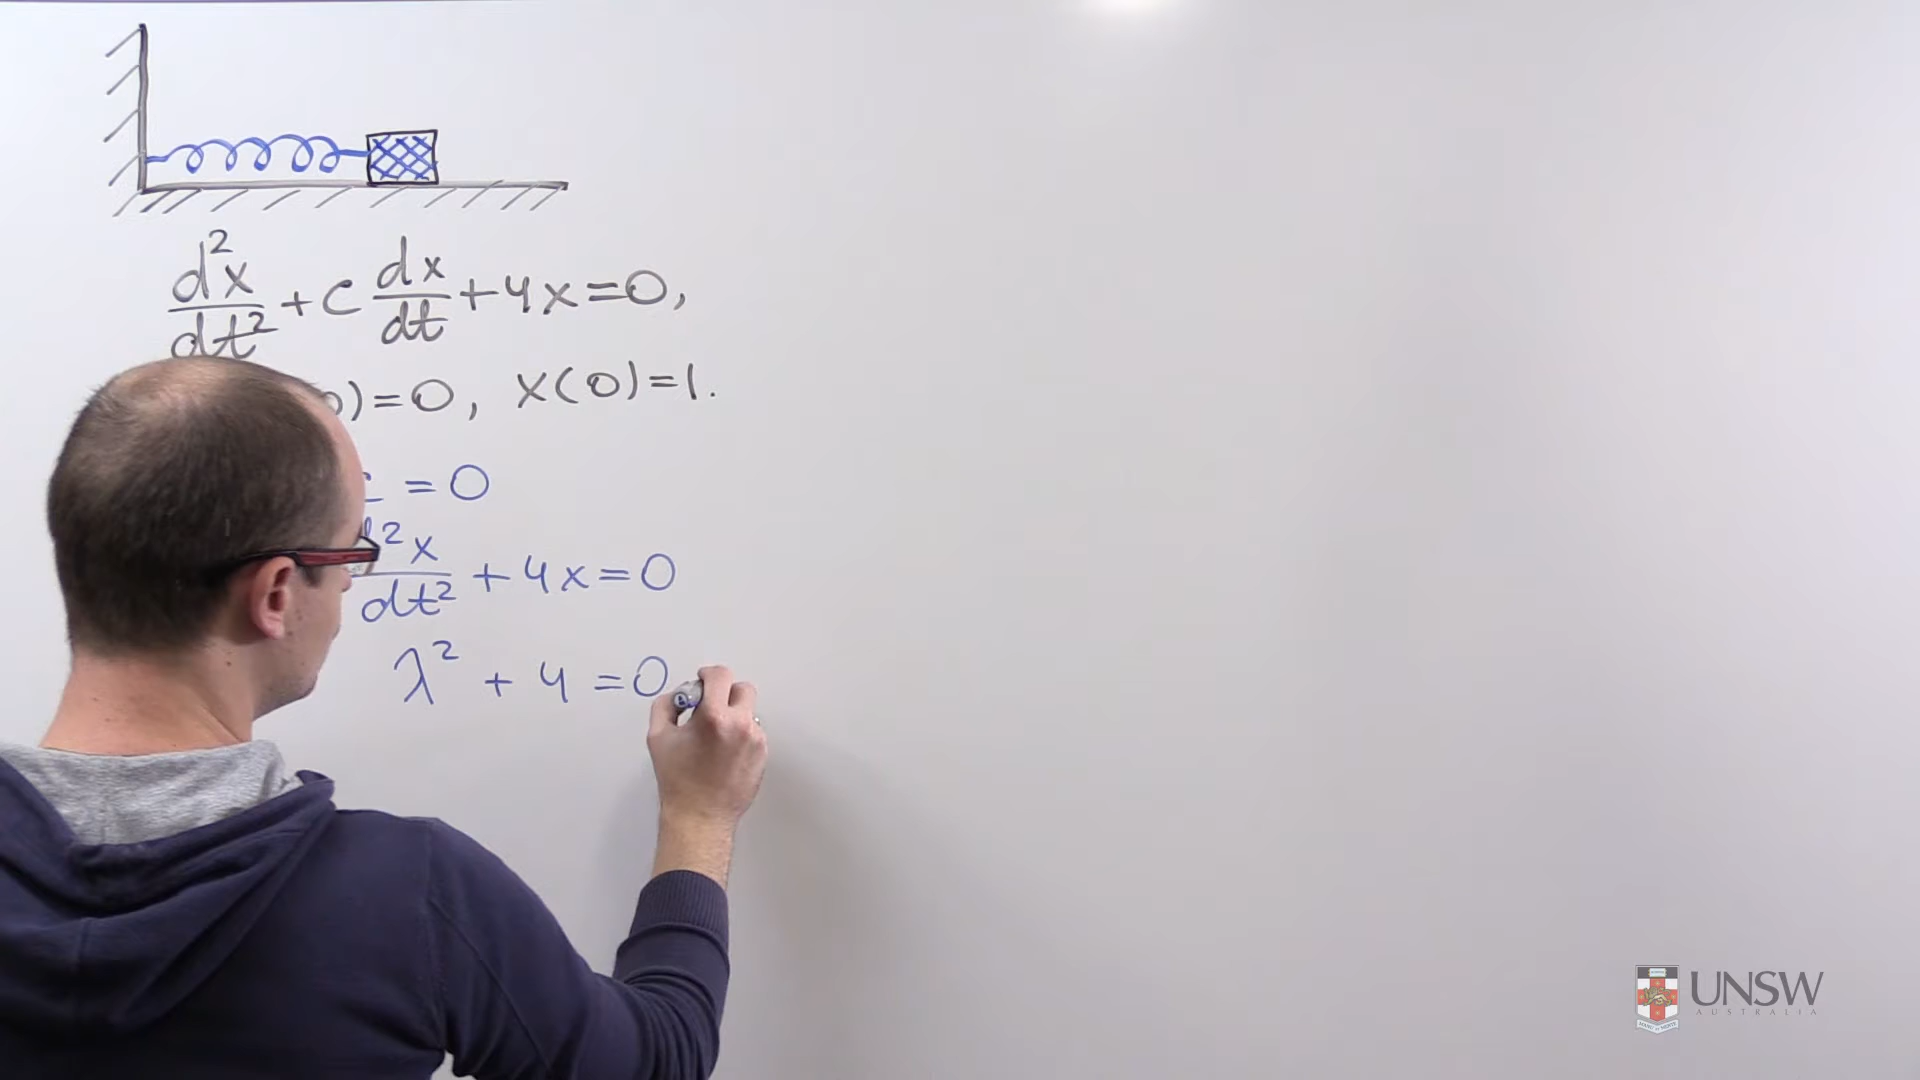 d²x/dt² + c dx/dt + 4x = 0,
) = 0, x(0) = 1.
= 0
d²x/dt² + 4x = 0
λ² + 4 = 0
UNSW
AUSTRALIA